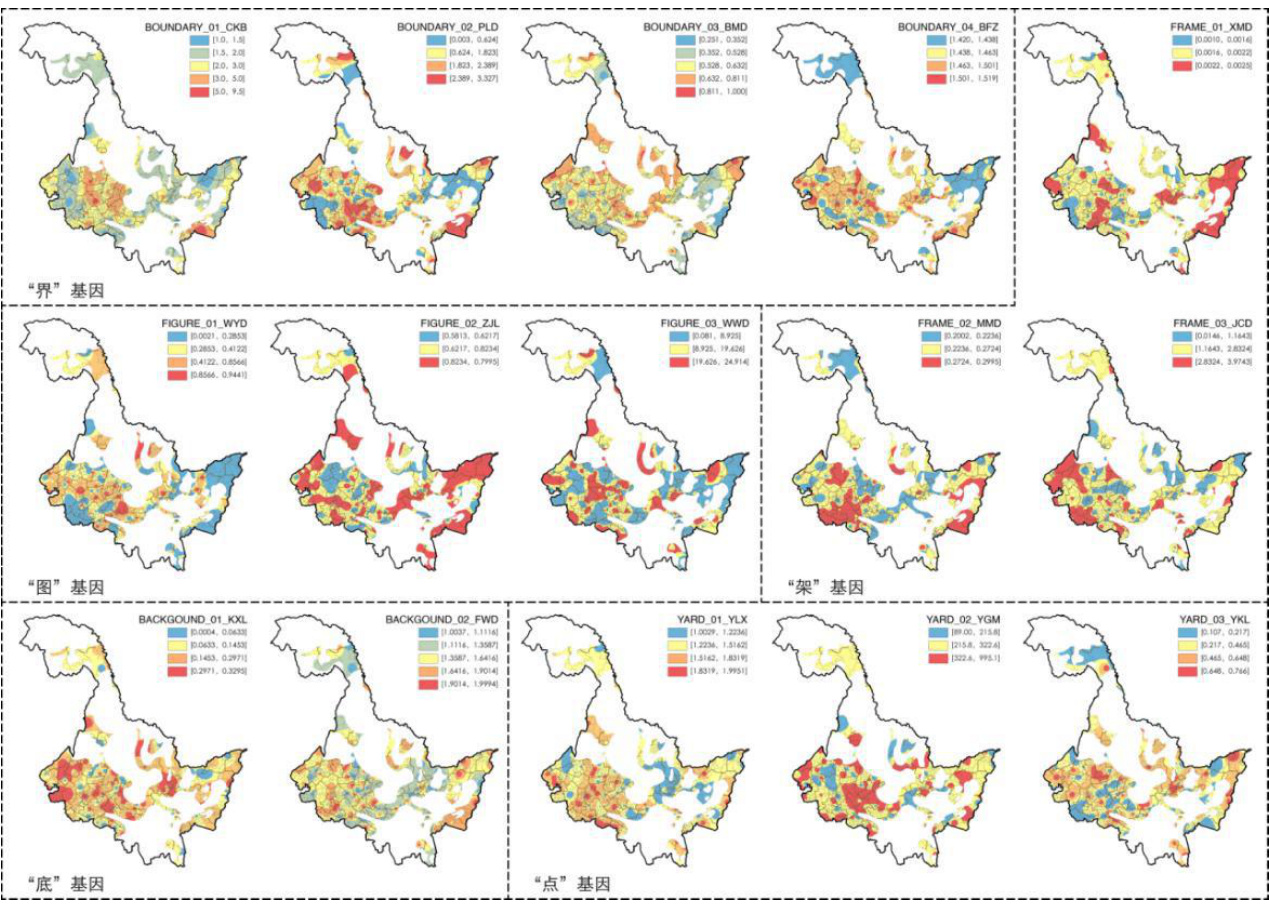 BOUNDARY_01_CKB
[1.0, 1.5]
[1.5, 2.0]
[2.0, 3.0]
[3.0, 5.0]
[5.0, 9.5]
BOUNDARY_02_PLD
[0.003, 0.624]
[0.624, 1.823]
[1.823, 2.389]
[2.389, 3.327]
BOUNDARY_03_BMD
[0.251, 0.352]
[0.352, 0.528]
[0.528, 0.632]
[0.632, 0.811]
[0.811, 1.000]
BOUNDARY_04_BFZ
[1.420, 1.438]
[1.438, 1.463]
[1.463, 1.501]
[1.501, 1.519]
FRAME_01_XMD
[0.0010, 0.0016]
[0.0016, 0.0022]
[0.0022, 0.0025]
“界”基因
FIGURE_01_WYD
[0.0021, 0.2853]
[0.2853, 0.4122]
[0.4122, 0.8566]
[0.8566, 0.9441]
FIGURE_02_ZJL
[0.5813, 0.6217]
[0.6217, 0.8234]
[0.8234, 0.7995]
FIGURE_03_WWD
[0.081, 8.925]
[8.925, 19.626]
[19.626, 24.914]
FRAME_02_MMD
[0.2002, 0.2236]
[0.2236, 0.2724]
[0.2724, 0.2995]
FRAME_03_JCD
[0.0146, 1.1643]
[1.1643, 2.8324]
[2.8324, 3.9743]
“图”基因
“架”基因
BACKGOUND_01_KXL
[0.0004, 0.0633]
[0.0633, 0.1453]
[0.1453, 0.2971]
[0.2971, 0.3295]
BACKGOUND_02_FWD
[1.0037, 1.1116]
[1.1116, 1.3587]
[1.3587, 1.6416]
[1.6416, 1.9014]
[1.9014, 1.9994]
YARD_01_YLX
[1.0029, 1.2236]
[1.2236, 1.5162]
[1.5162, 1.8319]
[1.8319, 1.9951]
YARD_02_YGM
[89.00, 215.8]
[215.8, 322.6]
[322.6, 995.1]
YARD_03_YKL
[0.107, 0.217]
[0.217, 0.465]
[0.465, 0.648]
[0.648, 0.766]
“底”基因
“点”基因